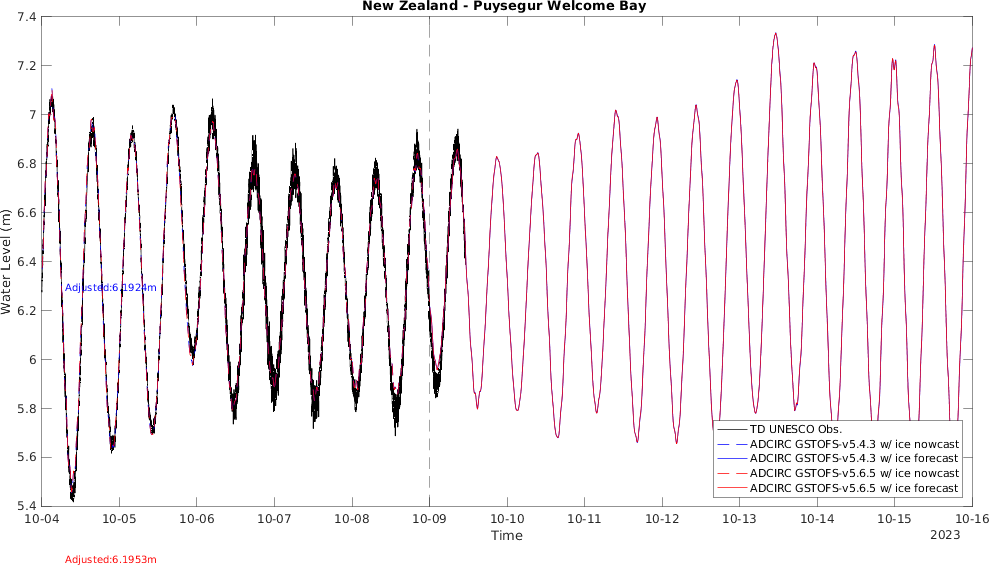 New Zealand - Puysegur Welcome Bay
7.4
7.2
7
6.8
6.6
6.4
6.2
6
5.8
5.6
5.4
Water Level (m)
Adjusted:6.1924m
TD UNESCO Obs.
ADCIRC GSTOFS-v5.4.3 w/ ice nowcast
ADCIRC GSTOFS-v5.4.3 w/ ice forecast
ADCIRC GSTOFS-v5.6.5 w/ ice nowcast
ADCIRC GSTOFS-v5.6.5 w/ ice forecast
10-04 10-05 10-06 10-07 10-08 10-09 10-10 10-11 10-12 10-13 10-14 10-15 10-16
2023
Time
Adjusted:6.1953m